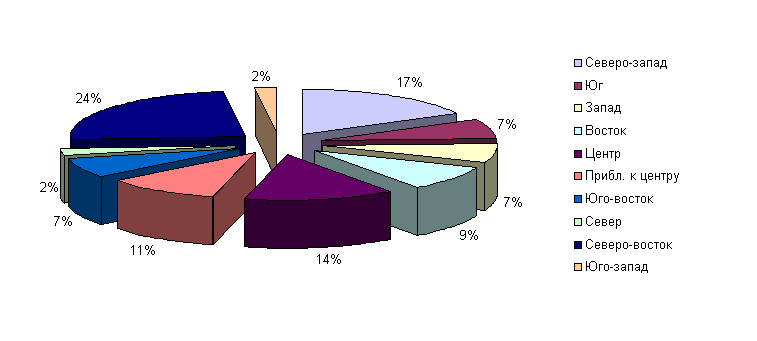 2%
17%
24%
7%
2%
7%
7%
9%
11%
14%
Северо-запад
Юг
Запад
Восток
Центр
Прибл. к центру
Юго-восток
Север
Северо-восток
Юго-запад